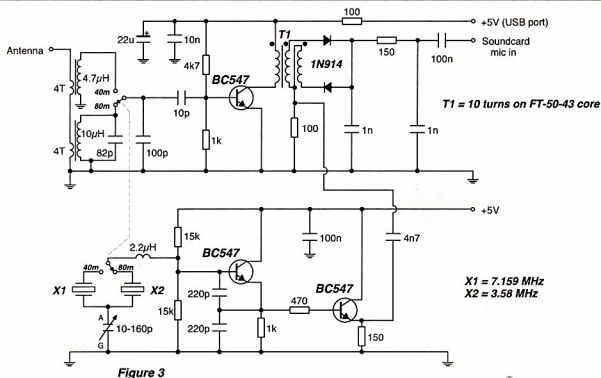 100
+5V (USB port)
Antenna
22u
+
10n
T1
Soundcard
mic in
150
100n
4k7
1N914
4T
4.7µH
40m
80m
BC547
T1 = 10 turns on FT-50-43 core
10p
10µH
4T
82p
100p
1k
100
1n
1n
+5V
15k
100n
4n7
2.2µH
BC547
40m
80m
X1
X2
BC547
X1 = 7.159 MHz
X2 = 3.58 MHz
220p
470
15k
A
10-160p
G
220p
1k
150
Figure 3